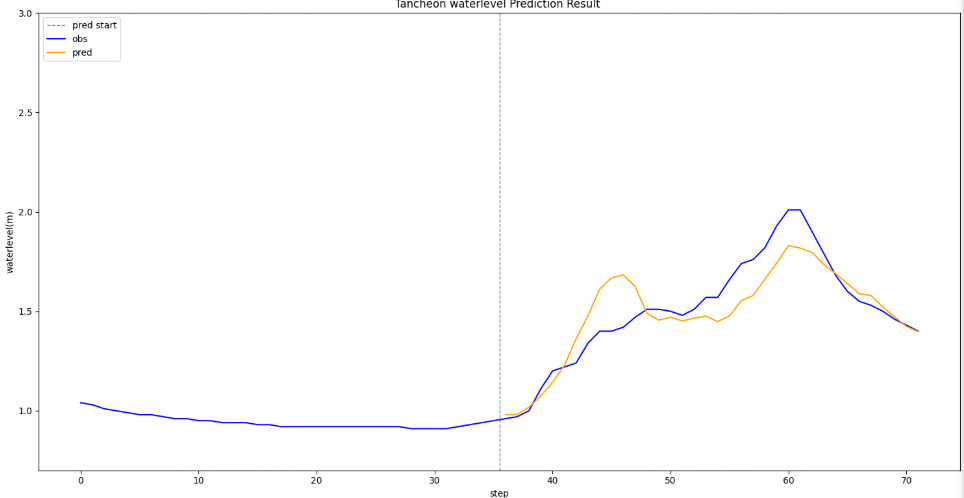 Tancheon waterlevel Prediction Result
3.0
pred start
obs
pred
2.5
2.0
waterlevel(m)
1.5
1.0
0 10 20 30 40 50 60 70
step